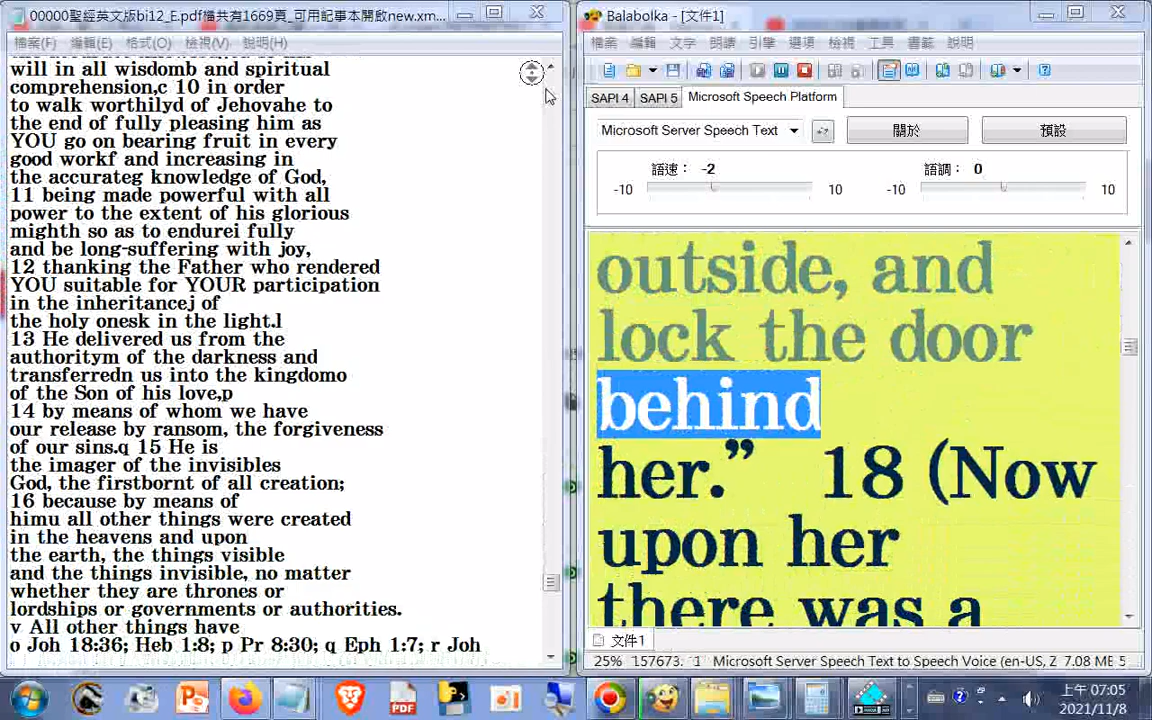 00000聖經英文版bi12_E.pdf檔共有1669頁_可用記事本開啟new.xm...
檔案(F) 編輯(E) 格式(O) 檢視(V) 說明(H)
will in all wisdomb and spiritual
comprehension,c 10 in order
to walk worthilyd of Jehovahe to
the end of fully pleasing him as
YOU go on bearing fruit in every
good workf and increasing in
the accurateg knowledge of God,
11 being made powerful with all
power to the extent of his glorious
mighth so as to endurei fully
and be long-suffering with joy,
12 thanking the Father who rendered
YOU suitable for YOUR participation
in the inheritancej of
the holy onesk in the light.l
13 He delivered us from the
authoritym of the darkness and
transferredn us into the kingdomo
of the Son of his love,p
14 by means of whom we have
our release by ransom, the forgiveness
of our sins.q 15 He is
the imager of the invisibles
God, the firstbornt of all creation;
16 because by means of
himu all other things were created
in the heavens and upon
the earth, the things visible
and the things invisible, no matter
whether they are thrones or
lordships or governments or authorities.
v All other things have
o Joh 18:36; Heb 1:8; p Pr 8:30; q Eph 1:7; r Joh
Balabolka - [文件1]
檔案 編輯 文字 朗讀 引擎 選項 檢視 工具 書籤 說明
SAPI 4 SAPI 5 Microsoft Speech Platform
Microsoft Server Speech Text 關於 預設
語速： -2 語調： 0
-10 10 -10 10
outside, and
lock the door
behind
her.” 18 (Now
upon her
there was a
文件1
25% 157673. 1 Microsoft Server Speech Text to Speech Voice (en-US, Z 7.08 ME 5
上午 07:05
2021/11/8